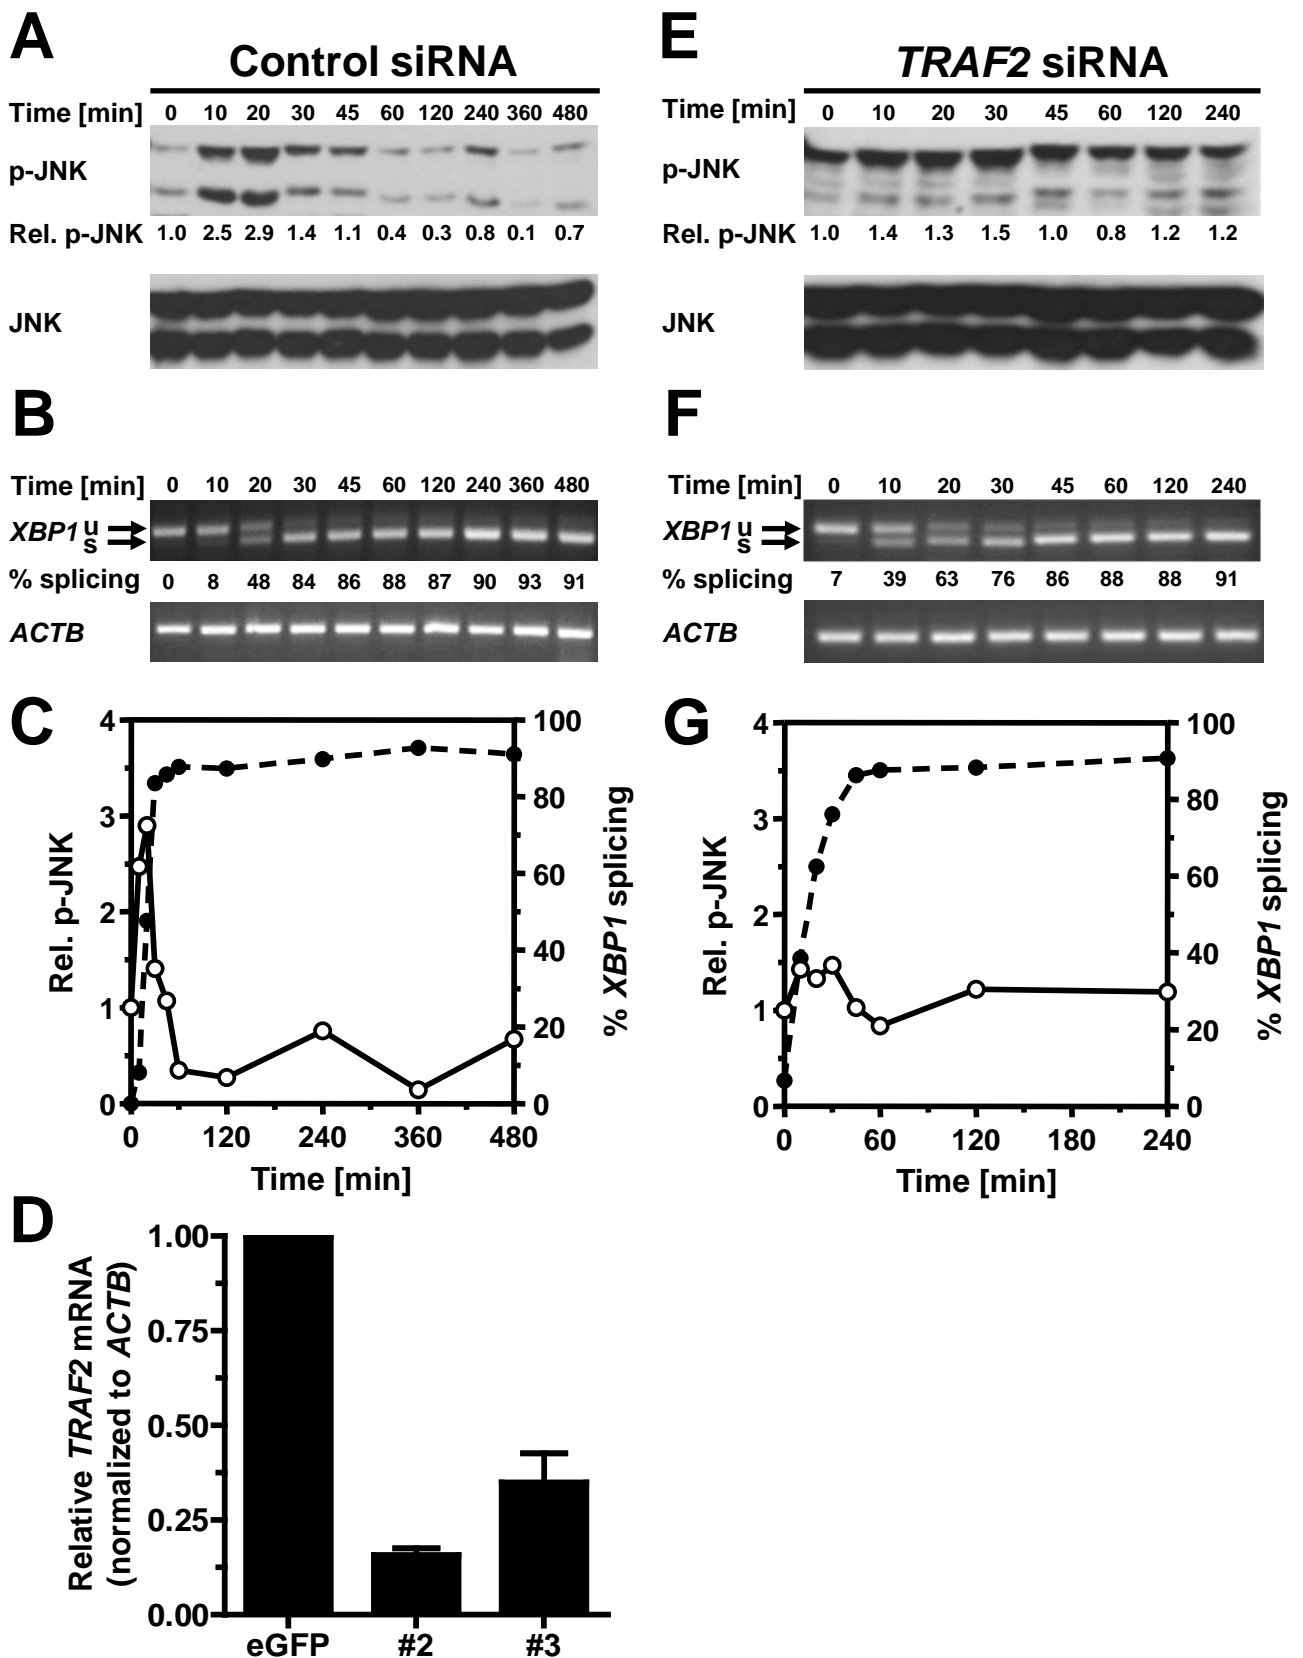 A
Control siRNA
Time [min] 0 10 20 30 45 60 120 240 360 480
p-JNK
Rel. p-JNK 1.0 2.5 2.9 1.4 1.1 0.4 0.3 0.8 0.1 0.7
JNK
B
Time [min] 0 10 20 30 45 60 120 240 360 480
XBP1 u
s
% splicing 0 8 48 84 86 88 87 90 93 91
ACTB
C
4
3
2
1
0
Rel. p-JNK
100
80
60
40
20
0
% XBP1 splicing
0 120 240 360 480
Time [min]
D
1.00
0.75
0.50
0.25
0.00
Relative TRAF2 mRNA
(normalized to ACTB)
eGFP #2 #3
E
TRAF2 siRNA
Time [min] 0 10 20 30 45 60 120 240
p-JNK
Rel. p-JNK 1.0 1.4 1.3 1.5 1.0 0.8 1.2 1.2
JNK
F
Time [min] 0 10 20 30 45 60 120 240
XBP1 u
s
% splicing 7 39 63 76 86 88 88 91
ACTB
G
4
3
2
1
0
Rel. p-JNK
100
80
60
40
20
0
% XBP1 splicing
0 60 120 180 240
Time [min]